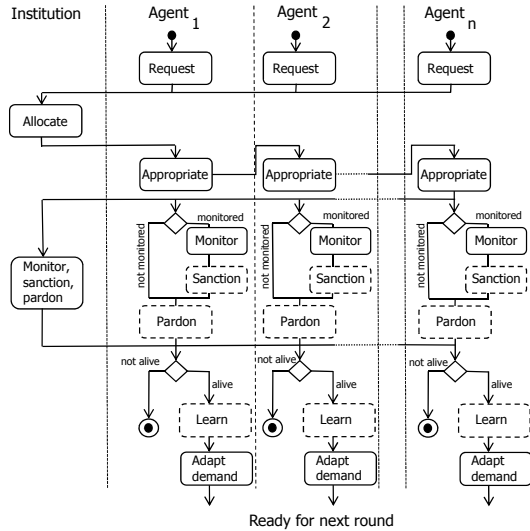 Institution
Agent 1
Agent 2
Agent n
Request
Request
Request
Allocate
Appropriate
Appropriate
Appropriate
monitored
monitored
monitored
not monitored
not monitored
not monitored
Monitor
Monitor
Monitor
Monitor,
sanction,
pardon
Sanction
Sanction
Sanction
Pardon
Pardon
Pardon
not alive
not alive
not alive
alive
alive
alive
Learn
Learn
Learn
Adapt
demand
Adapt
demand
Adapt
demand
Ready for next round